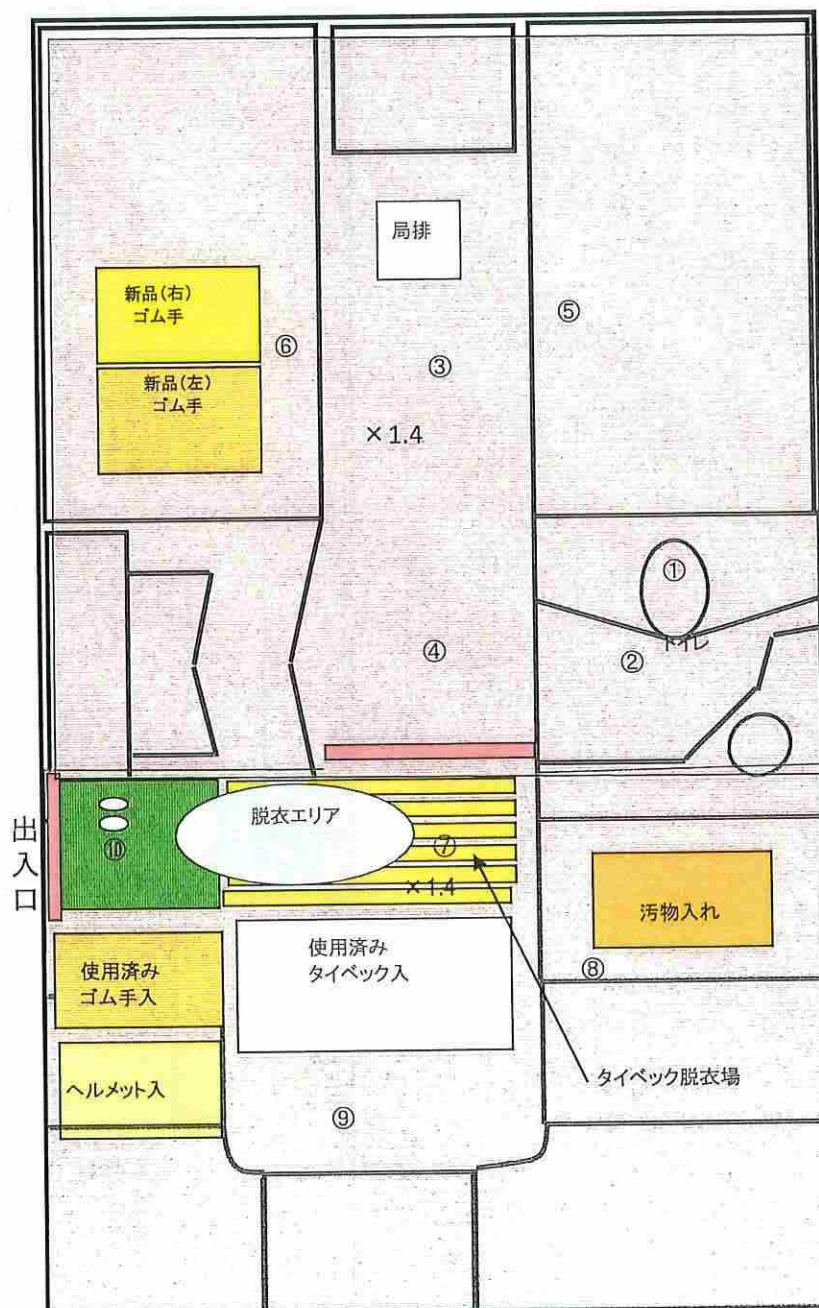 局排
新品(右)
ゴム手
⑤
⑥
③
新品(左)
ゴム手
×1.4
①
トイレ
④
②
出入口
脱衣エリア
⑩
⑦
×1.4
使用済み
タイベック入
汚物入れ
使用済み
ゴム手入
⑧
ヘルメット入
タイベック脱衣場
⑨